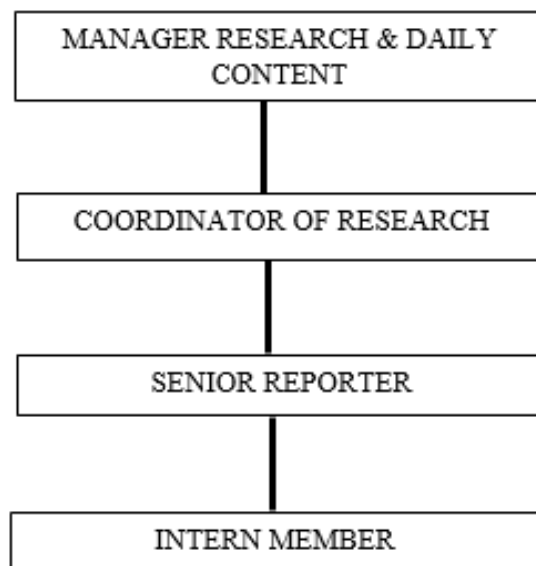 MANAGER RESEARCH & DAILY
CONTENT
COORDINATOR OF RESEARCH
SENIOR REPORTER
INTERN MEMBER